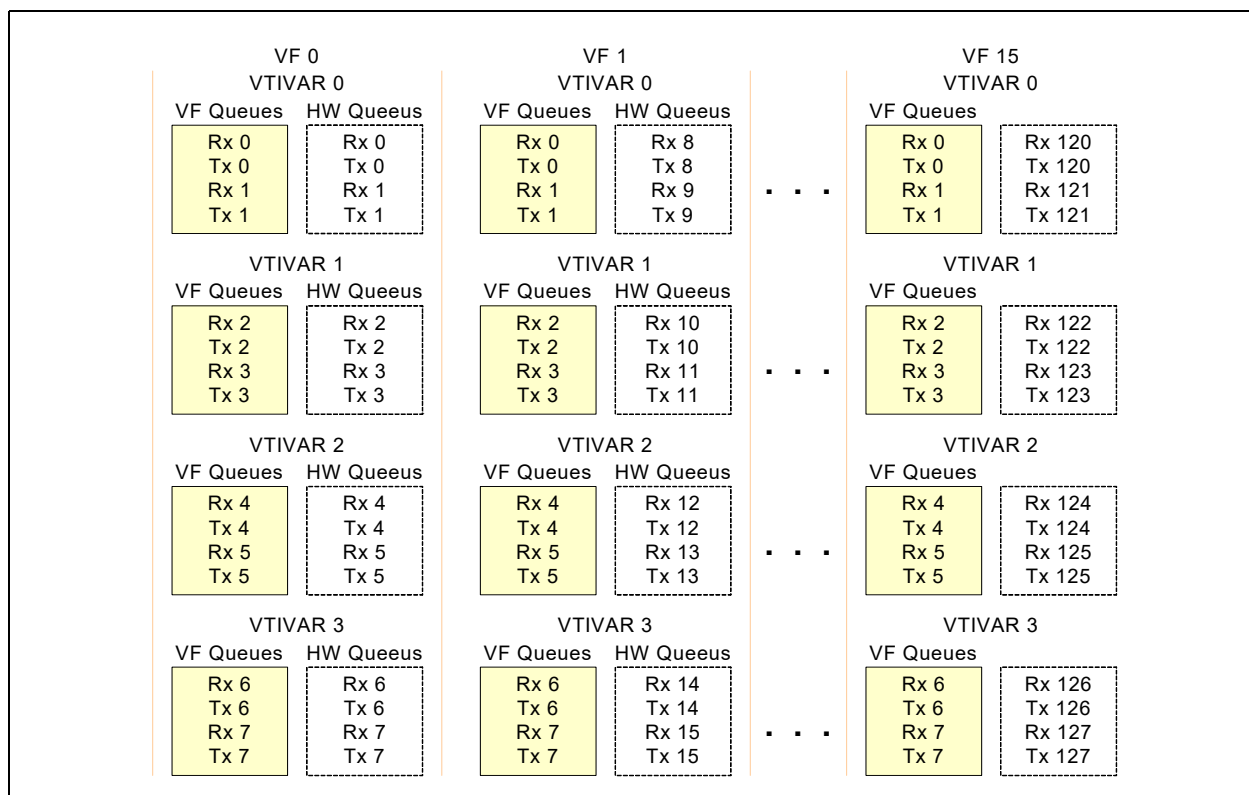 VF 0 VF 1 VF 15
VTIVAR 0 VTIVAR 0 VTIVAR 0
VF Queues HW Queeus VF Queues HW Queeus VF Queues
Rx 0 Rx 0 Rx 0 Rx 8 Rx 0 Rx 120
Tx 0 Tx 0 Tx 0 Tx 8 Tx 0 Tx 120
Rx 1 Rx 1 Rx 1 Rx 9 . . . Rx 1 Rx 121
Tx 1 Tx 1 Tx 1 Tx 9 Tx 1 Tx 121
VTIVAR 1 VTIVAR 1 VTIVAR 1
VF Queues HW Queeus VF Queues HW Queeus VF Queues
Rx 2 Rx 2 Rx 2 Rx 10 Rx 2 Rx 122
Tx 2 Tx 2 Tx 2 Tx 10 Tx 2 Tx 122
Rx 3 Rx 3 Rx 3 Rx 11 . . . Rx 3 Rx 123
Tx 3 Tx 3 Tx 3 Tx 11 Tx 3 Tx 123
VTIVAR 2 VTIVAR 2 VTIVAR 2
VF Queues HW Queeus VF Queues HW Queeus VF Queues
Rx 4 Rx 4 Rx 4 Rx 12 Rx 4 Rx 124
Tx 4 Tx 4 Tx 4 Tx 12 Tx 4 Tx 124
Rx 5 Rx 5 Rx 5 Rx 13 . . . Rx 5 Rx 125
Tx 5 Tx 5 Tx 5 Tx 13 Tx 5 Tx 125
VTIVAR 3 VTIVAR 3 VTIVAR 3
VF Queues HW Queeus VF Queues HW Queeus VF Queues
Rx 6 Rx 6 Rx 6 Rx 14 Rx 6 Rx 126
Tx 6 Tx 6 Tx 6 Tx 14 Tx 6 Tx 126
Rx 7 Rx 7 Rx 7 Rx 15 . . . Rx 7 Rx 127
Tx 7 Tx 7 Tx 7 Tx 15 Tx 7 Tx 127